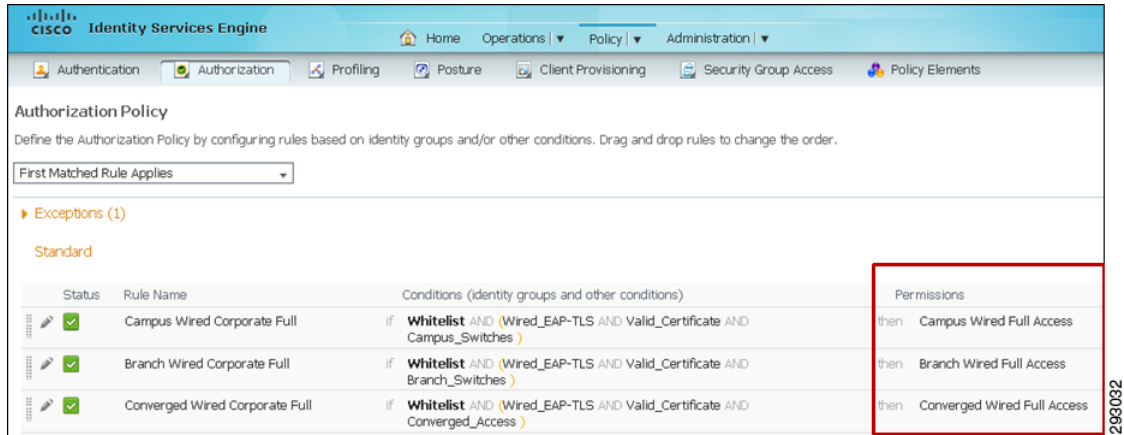 CISCO Identity Services Engine
Home Operations | Policy | Administration |
Authentication Authorization Profiling Posture Client Provisioning Security Group Access Policy Elements
Authorization Policy
Define the Authorization Policy by configuring rules based on identity groups and/or other conditions. Drag and drop rules to change the order.
First Matched Rule Applies
Exceptions (1)
Standard
Status Rule Name Conditions (identity groups and other conditions) Permissions
Campus Wired Corporate Full if Whitelist AND (Wired_EAP-TLS AND Valid_Certificate AND then Campus Wired Full Access
Campus_Switches )
Branch Wired Corporate Full if Whitelist AND (Wired_EAP-TLS AND Valid_Certificate AND then Branch Wired Full Access
Branch_Switches )
Converged Wired Corporate Full if Whitelist AND (Wired_EAP-TLS AND Valid_Certificate AND then Converged Wired Full Access
Converged_Access )
293032